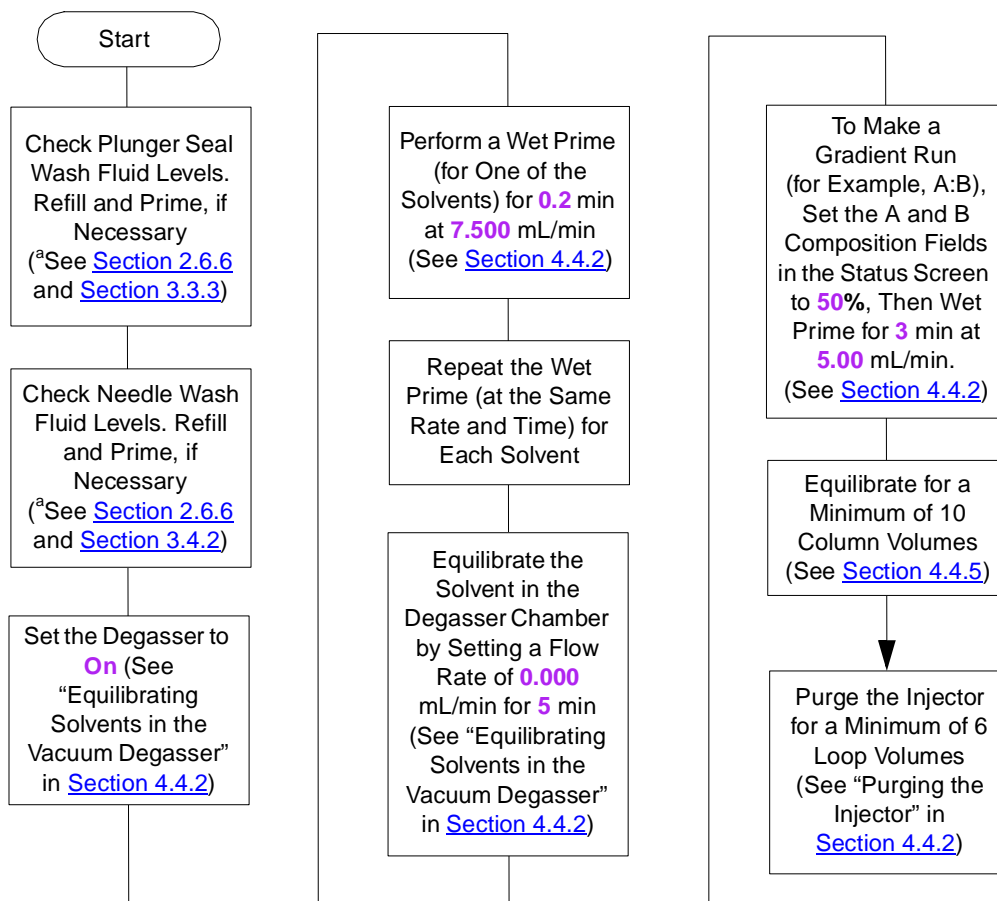 Start
Check Plunger Seal
Wash Fluid Levels.
Refill and Prime, if
Necessary
(aSee Section 2.6.6
and Section 3.3.3)
Check Needle Wash
Fluid Levels. Refill
and Prime, if
Necessary
(aSee Section 2.6.6
and Section 3.4.2)
Set the Degasser to
On (See
“Equilibrating
Solvents in the
Vacuum Degasser”
in Section 4.4.2)
Perform a Wet Prime
(for One of the
Solvents) for 0.2 min
at 7.500 mL/min
(See Section 4.4.2)
Repeat the Wet
Prime (at the Same
Rate and Time) for
Each Solvent
Equilibrate the
Solvent in the
Degasser Chamber
by Setting a Flow
Rate of 0.000
mL/min for 5 min
(See “Equilibrating
Solvents in the
Vacuum Degasser”
in Section 4.4.2)
To Make a
Gradient Run
(for Example, A:B),
Set the A and B
Composition Fields
in the Status Screen
to 50%, Then Wet
Prime for 3 min at
5.00 mL/min.
(See Section 4.4.2)
Equilibrate for a
Minimum of 10
Column Volumes
(See Section 4.4.5)
Purge the Injector
for a Minimum of 6
Loop Volumes
(See “Purging the
Injector” in
Section 4.4.2)